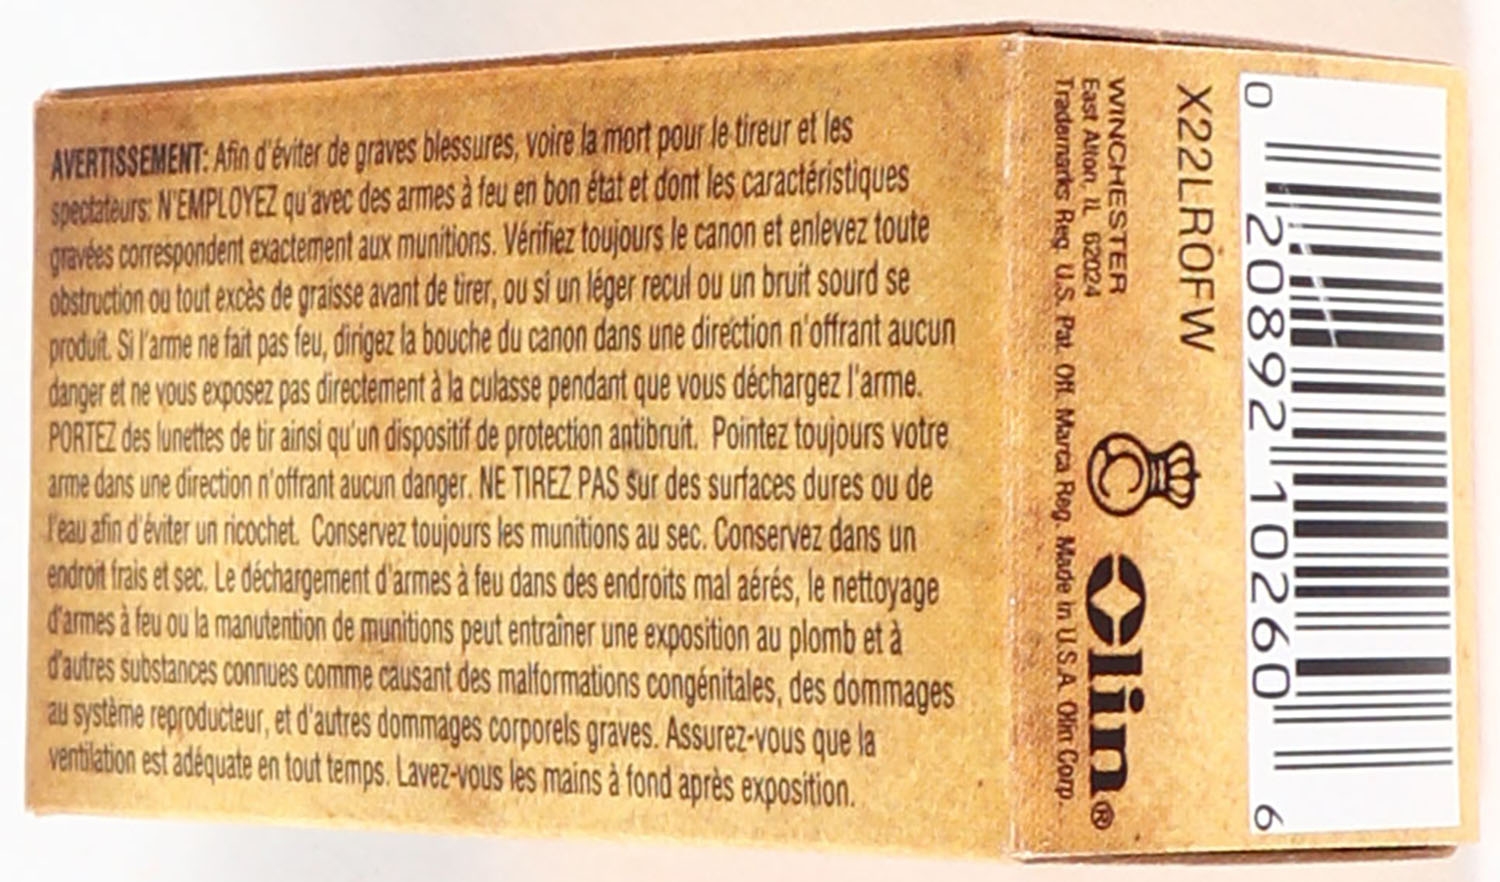 AVERTISSEMENT: Afin d'éviter de graves blessures, voire la mort pour le tireur et les
spectateurs: N'EMPLOYEZ qu'avec des armes à feu en bon état et dont les caractéristiques
gravées correspondent exactement aux munitions. Vérifiez toujours le canon et enlevez toute
obstruction ou tout excès de graisse avant de tirer, ou si un léger recul ou un bruit sourd se
produit. Si l'arme ne fait pas feu, dirigez la bouche du canon dans une direction n'offrant aucun
danger et ne vous exposez pas directement à la culasse pendant que vous déchargez l'arme.
PORTEZ des lunettes de tir ainsi qu'un dispositif de protection antibruit. Pointez toujours votre
arme dans une direction n'offrant aucun danger. NE TIREZ PAS sur des surfaces dures ou de
l'eau afin d'éviter un ricochet. Conservez toujours les munitions au sec. Conservez dans un
endroit frais et sec. Le déchargement d'armes à feu dans des endroits mal aérés, le nettoyage
d'armes à feu ou la manutention de munitions peut entraîner une exposition au plomb et à
d'autres substances connues comme causant des malformations congénitales, des dommages
au système reproducteur, et d'autres dommages corporels graves. Assurez-vous que la
ventilation est adéquate en tout temps. Lavez-vous les mains à fond après exposition.
X22LROFW
WINCHESTER
East Alton, IL 62024
Trademarks Reg. U.S. Pat. Off. Marca Reg. Made in U.S.A. Olin Corp.
Olin®
0 20892 10260 6